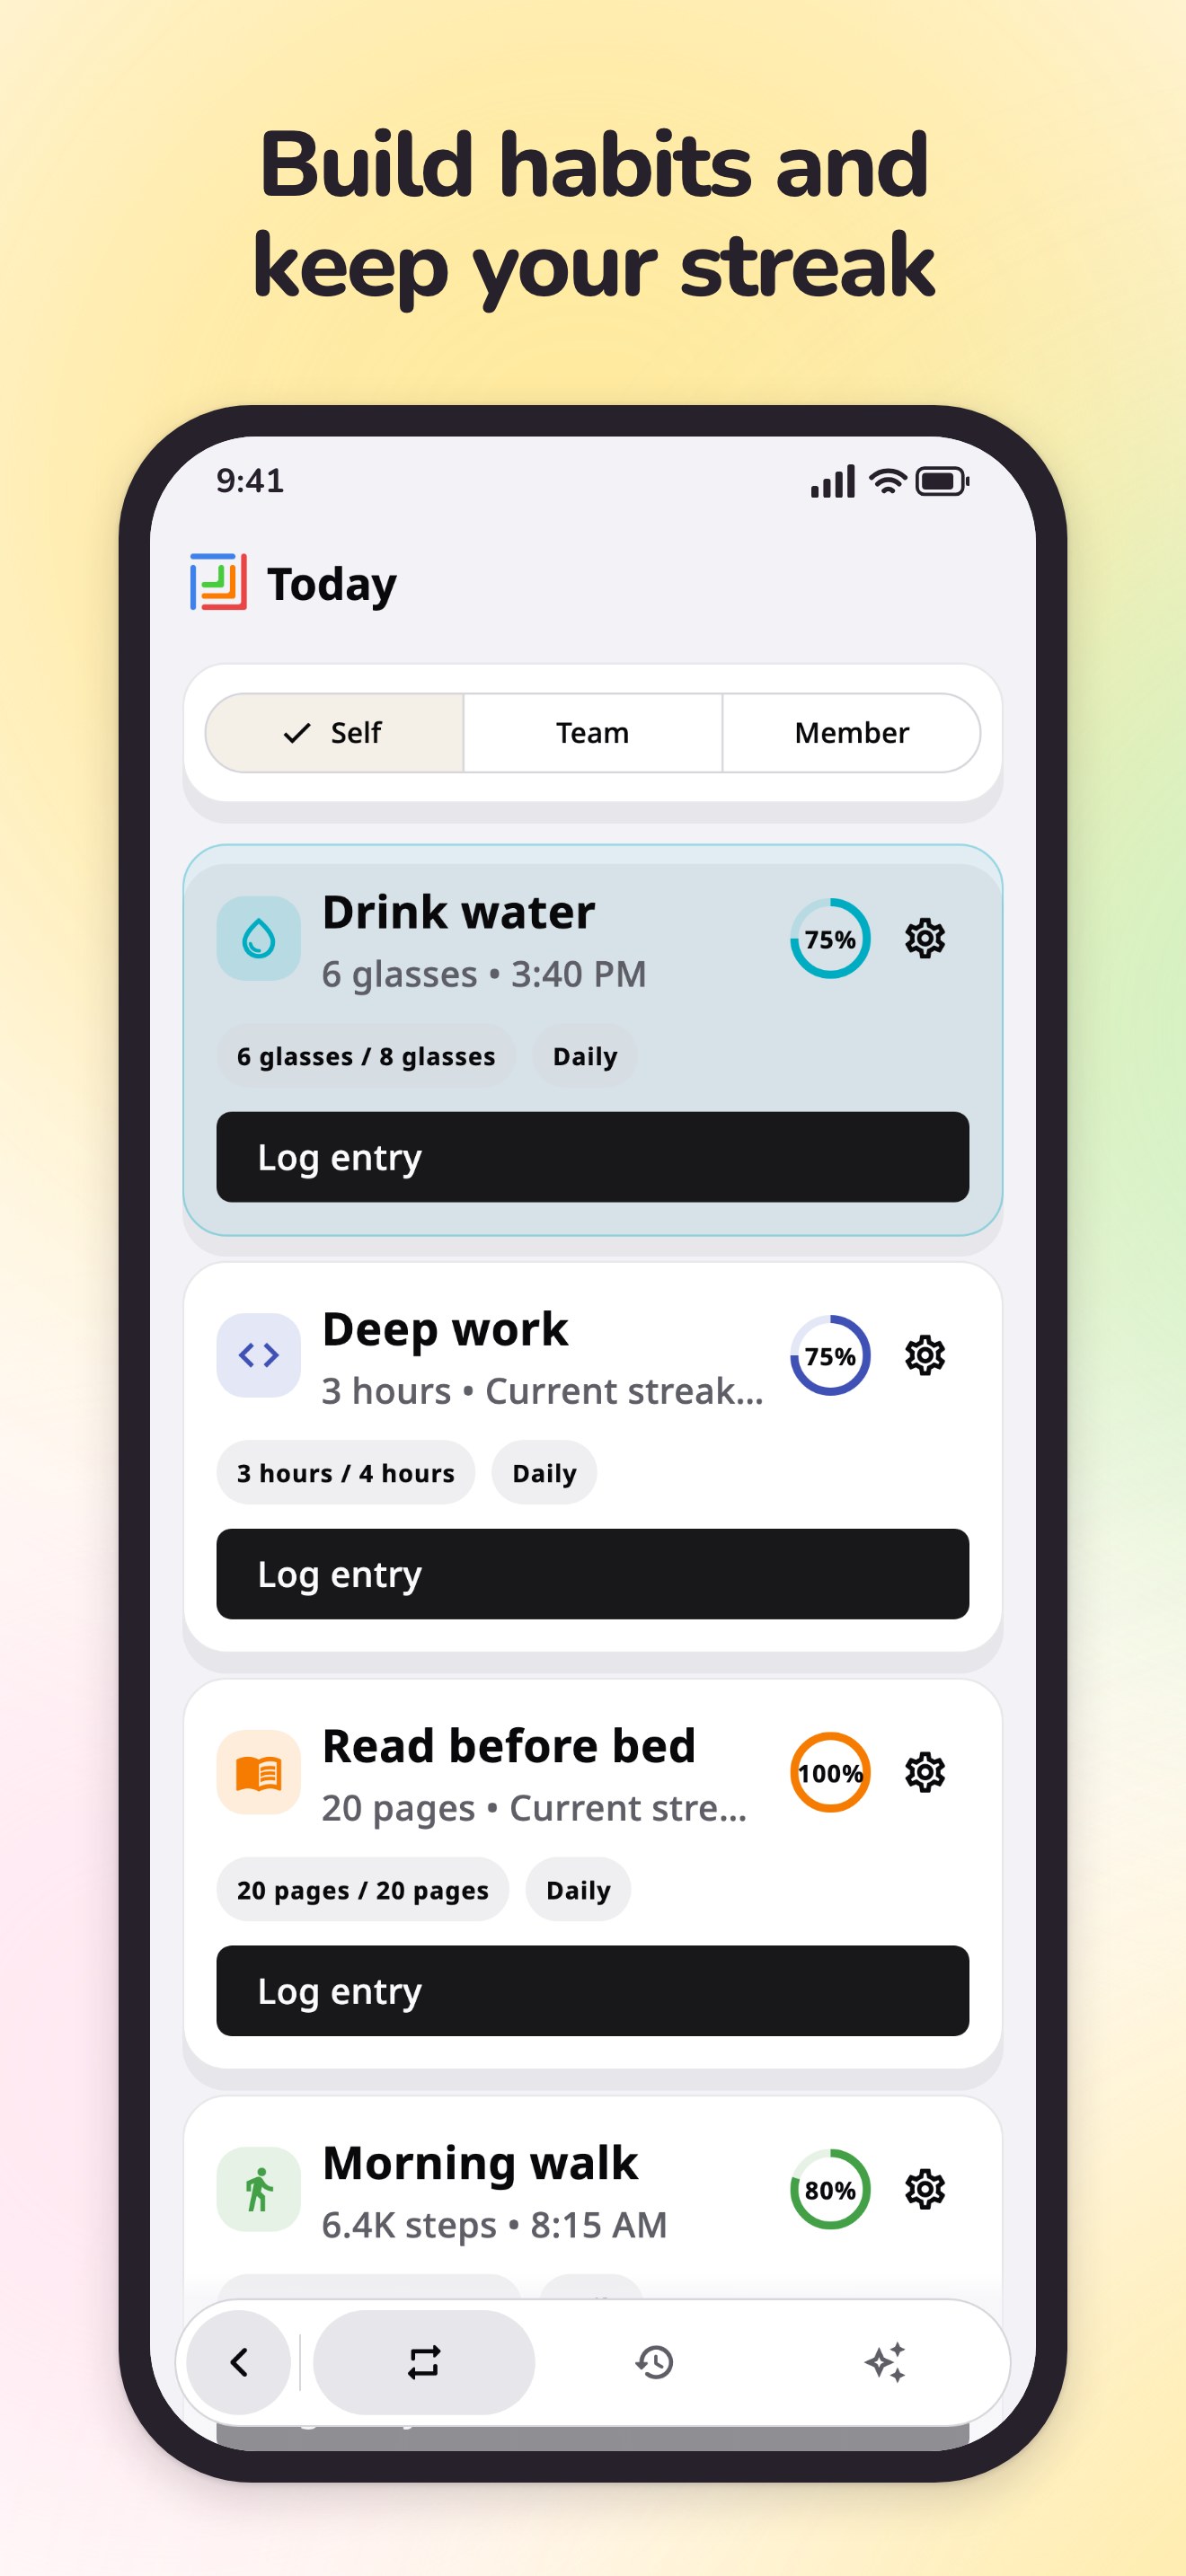 Build habits and
keep your streak
9:41
Today
Self Team Member
Drink water
6 glasses • 3:40 PM
75%
6 glasses / 8 glasses Daily
Log entry
Deep work
3 hours • Current streak...
75%
3 hours / 4 hours Daily
Log entry
Read before bed
20 pages • Current stre...
100%
20 pages / 20 pages Daily
Log entry
Morning walk
6.4K steps • 8:15 AM
80%